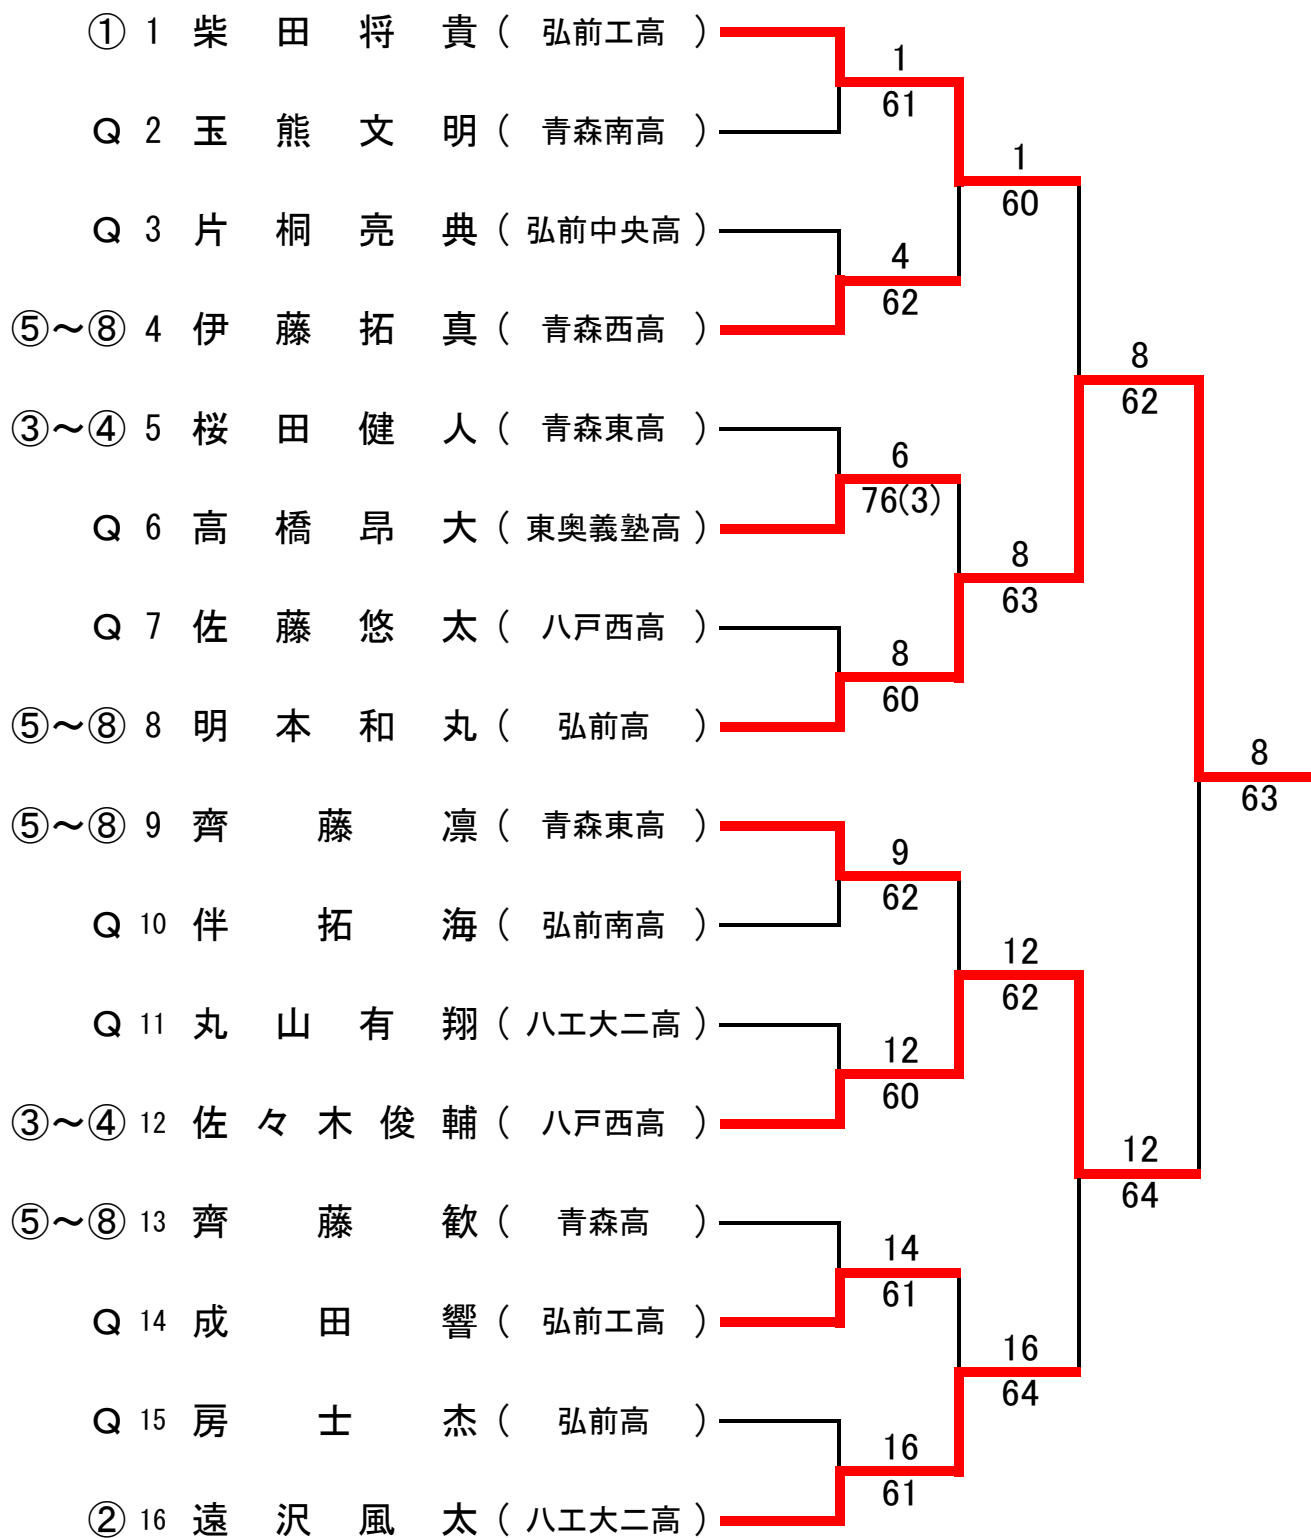 ① 1 柴田将貴(弘前工高)
1
61
Q 2 玉熊文明(青森南高)
1
60
Q 3 片桐亮典(弘前中央高)
4
62
⑤～⑧ 4 伊藤拓真(青森西高)
8
62
③～④ 5 桜田健人(青森東高)
6
76(3)
Q 6 高橋昂大(東奥義塾高)
8
63
Q 7 佐藤悠太(八戸西高)
8
60
⑤～⑧ 8 明本和丸(弘前高)
8
63
⑤～⑧ 9 齊藤凛(青森東高)
9
62
Q 10 伴拓海(弘前南高)
12
62
Q 11 丸山有翔(八工大二高)
12
60
③～④ 12 佐々木俊輔(八戸西高)
12
64
⑤～⑧ 13 齊藤歓(青森高)
14
61
Q 14 成田響(弘前工高)
16
64
Q 15 房士杰(弘前高)
16
61
② 16 遠沢風太(八工大二高)